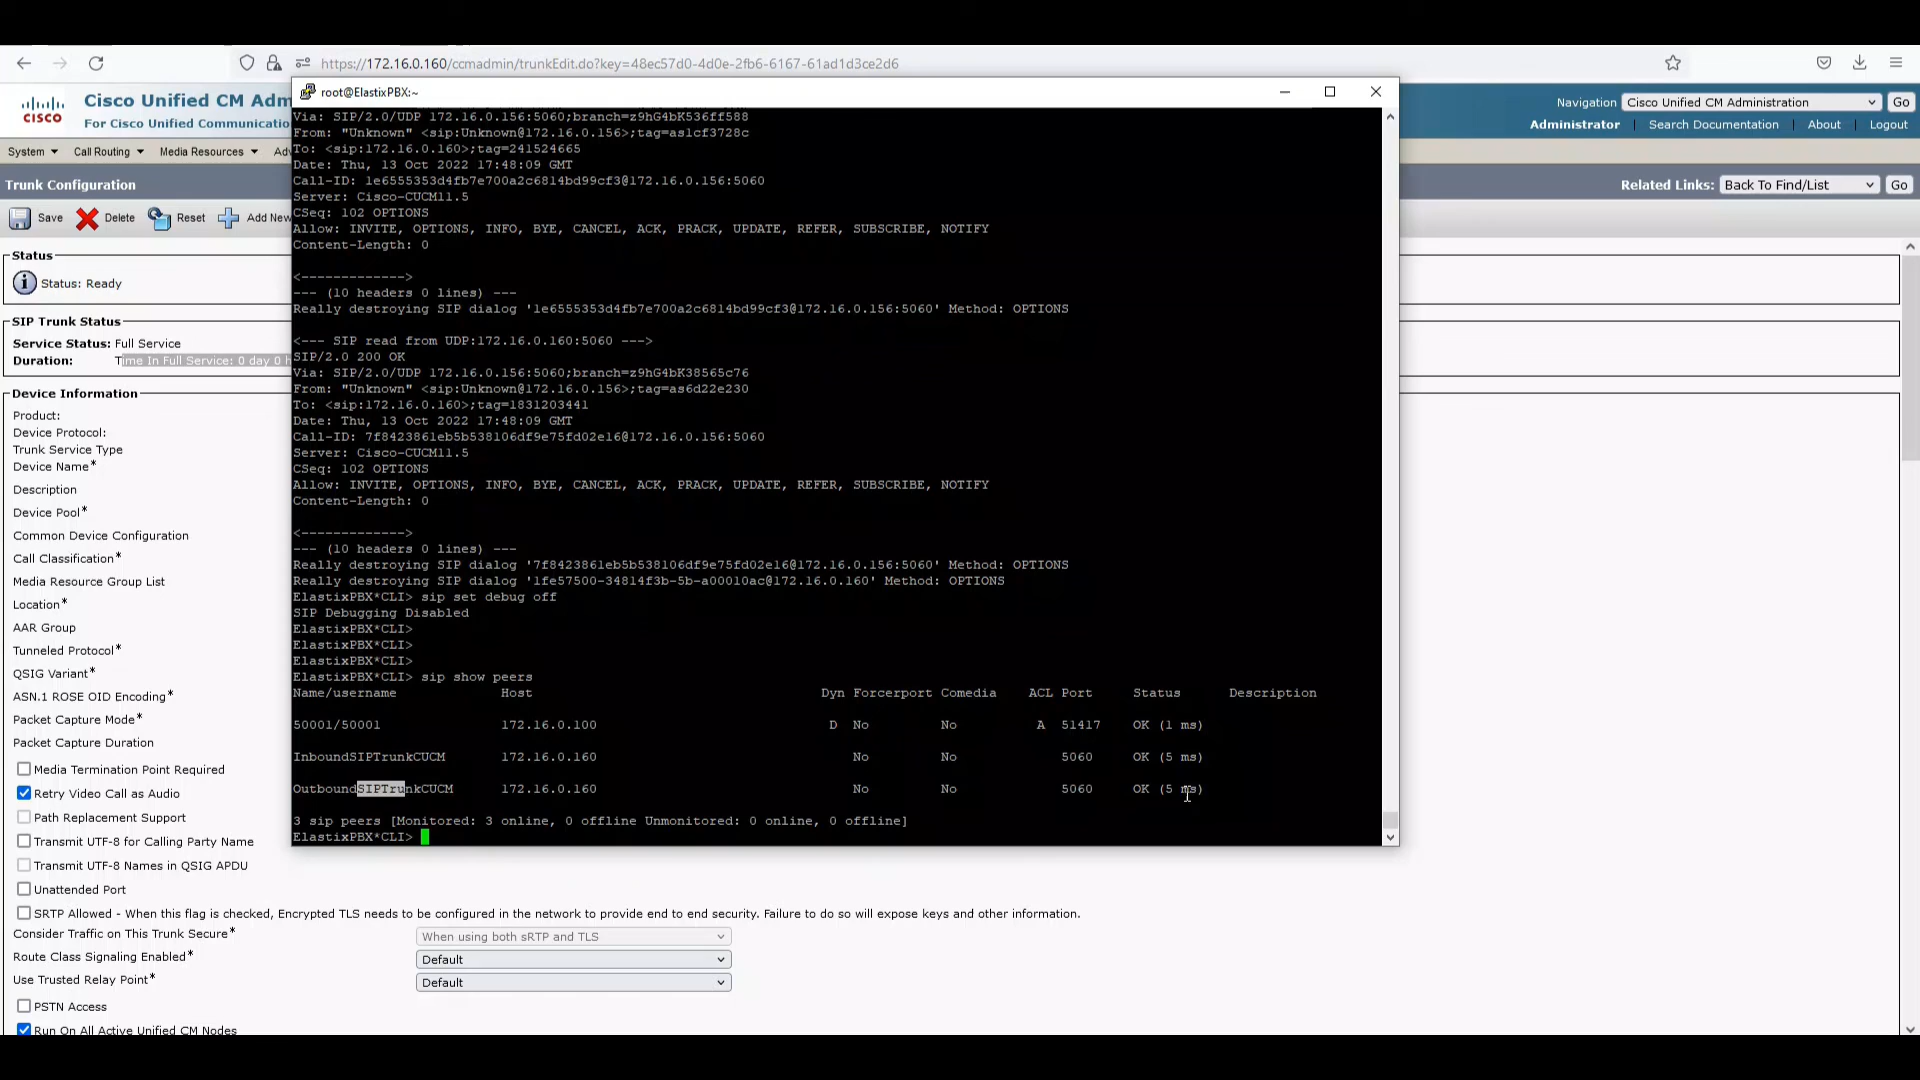 https://172.16.0.160/ccmadmin/trunkEdit.do?key=48ec57d0-4d0e-2fb6-6167-61ad1d3ce2d6
root@ElastixPBX:~
CISCO
Cisco Unified CM Adm
For Cisco Unified Communicatio
Navigation Cisco Unified CM Administration Go
Administrator Search Documentation About Logout
System Call Routing Media Resources Adv
Trunk Configuration
Related Links: Back To Find/List Go
Save Delete Reset Add New
Status
Status: Ready
SIP Trunk Status
Service Status: Full Service
Duration: Time In Full Service: 0 day 0 h
Device Information
Product:
Device Protocol:
Trunk Service Type
Device Name*
Description
Device Pool*
Common Device Configuration
Call Classification*
Media Resource Group List
Location*
AAR Group
Tunneled Protocol*
QSIG Variant*
ASN.1 ROSE OID Encoding*
Packet Capture Mode*
Packet Capture Duration
Media Termination Point Required
Retry Video Call as Audio
Path Replacement Support
Transmit UTF-8 for Calling Party Name
Transmit UTF-8 Names in QSIG APDU
Unattended Port
SRTP Allowed - When this flag is checked, Encrypted TLS needs to be configured in the network to provide end to end security. Failure to do so will expose keys and other information.
Consider Traffic on This Trunk Secure* When using both sRTP and TLS
Route Class Signaling Enabled* Default
Use Trusted Relay Point* Default
PSTN Access
Run On All Active Unified CM Nodes
Via: SIP/2.0/UDP 172.16.0.156:5060;branch=z9hG4bK536ff588
From: "Unknown" <sip:Unknown@172.16.0.156>;tag=as1cf3728c
To: <sip:172.16.0.160>;tag=241524665
Date: Thu, 13 Oct 2022 17:48:09 GMT
Call-ID: 1e6555353d4fb7e700a2c6814bd99cf3@172.16.0.156:5060
Server: Cisco-CUCM11.5
CSeq: 102 OPTIONS
Allow: INVITE, OPTIONS, INFO, BYE, CANCEL, ACK, PRACK, UPDATE, REFER, SUBSCRIBE, NOTIFY
Content-Length: 0
<------------->
--- (10 headers 0 lines) ---
Really destroying SIP dialog '1e6555353d4fb7e700a2c6814bd99cf3@172.16.0.156:5060' Method: OPTIONS
<--- SIP read from UDP:172.16.0.160:5060 --->
SIP/2.0 200 OK
Via: SIP/2.0/UDP 172.16.0.156:5060;branch=z9hG4bK38565c76
From: "Unknown" <sip:Unknown@172.16.0.156>;tag=as6d22e230
To: <sip:172.16.0.160>;tag=1831203441
Date: Thu, 13 Oct 2022 17:48:09 GMT
Call-ID: 7f8423861eb5b538106df9e75fd02e16@172.16.0.156:5060
Server: Cisco-CUCM11.5
CSeq: 102 OPTIONS
Allow: INVITE, OPTIONS, INFO, BYE, CANCEL, ACK, PRACK, UPDATE, REFER, SUBSCRIBE, NOTIFY
Content-Length: 0
<------------->
--- (10 headers 0 lines) ---
Really destroying SIP dialog '7f8423861eb5b538106df9e75fd02e16@172.16.0.156:5060' Method: OPTIONS
Really destroying SIP dialog '1fe57500-34814f3b-5b-a00010ac@172.16.0.160' Method: OPTIONS
ElastixPBX*CLI> sip set debug off
SIP Debugging Disabled
ElastixPBX*CLI>
ElastixPBX*CLI>
ElastixPBX*CLI>
ElastixPBX*CLI> sip show peers
Name/username Host Dyn Forcerport Comedia ACL Port Status Description
50001/50001 172.16.0.100 D No No A 51417 OK (1 ms)
InboundSIPTrunkCUCM 172.16.0.160 No No 5060 OK (5 ms)
OutboundSIPTrunkCUCM 172.16.0.160 No No 5060 OK (5 ms)
3 sip peers [Monitored: 3 online, 0 offline Unmonitored: 0 online, 0 offline]
ElastixPBX*CLI>